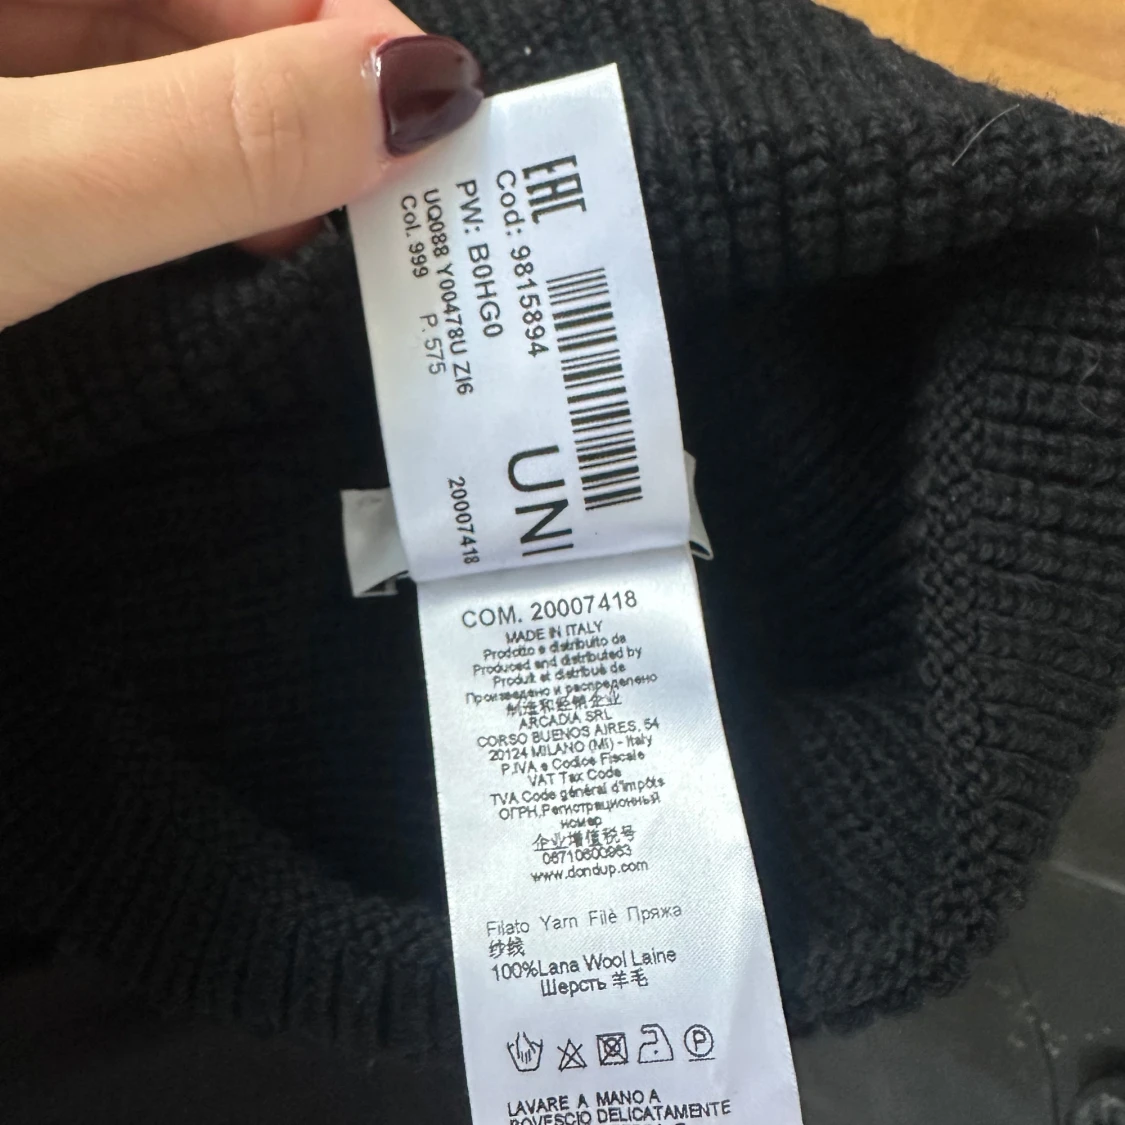 EAC
Cod: 9815894
PW: B0HG0
UQ088 Y00478U ZI6
Col. 999 P. 575
UNI
20007418
COM. 20007418
MADE IN ITALY
Prodotto e distribuito da
Produced and distributed by
Produit et distribué de
Произведено и распределено
制造和经销企业
ARCADIA SRL
CORSO BUENOS AIRES, 54
20124 MILANO (MI) - Italy
P.IVA e Codice Fiscale
VAT Tax Code
TVA Code général d'impôts
ОГРН,Регистрационный
номер
企业增值税号
06710600963
www.dondup.com
Filato Yarn Filè Пряжа
纱线
100%Lana Wool Laine
Шерсть 羊毛
P
LAVARE A MANO A
ROVESCIO DELICATAMENTE